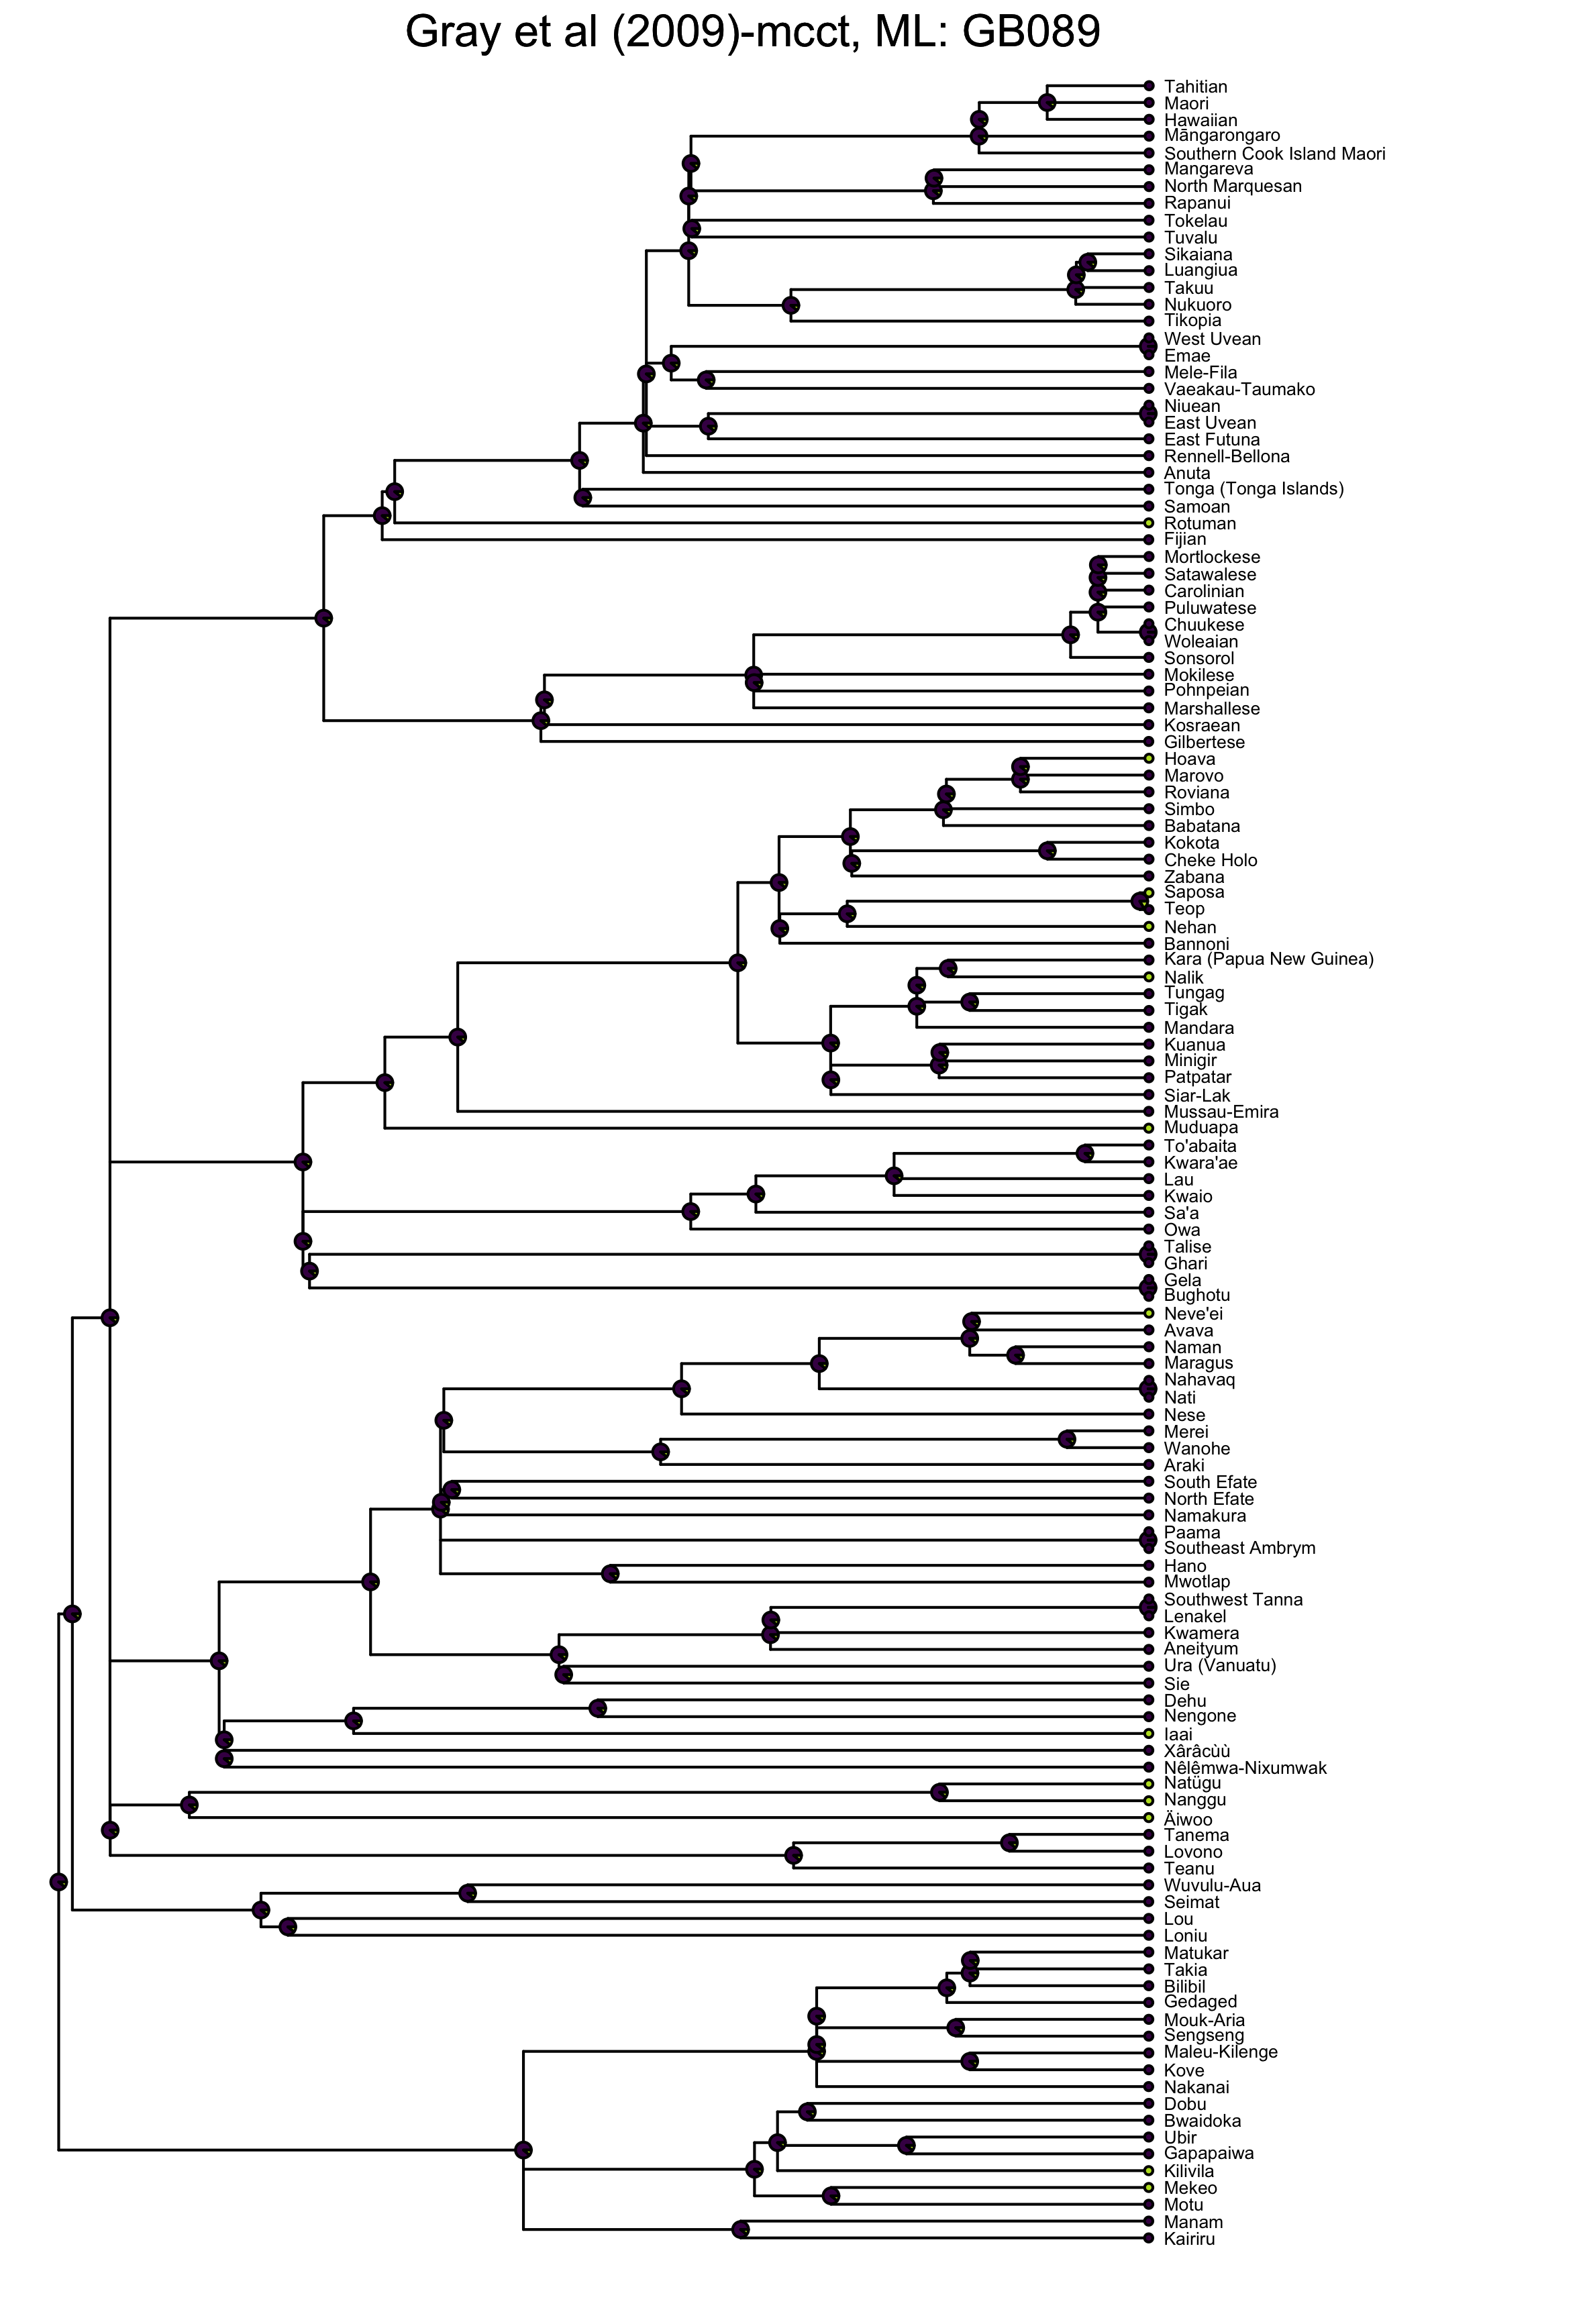 Gray et al (2009)-mcct, ML: GB089
Tahitian
Maori
Hawaiian
Māngarongaro
Southern Cook Island Maori
Mangareva
North Marquesan
Rapanui
Tokelau
Tuvalu
Sikaiana
Luangiua
Takuu
Nukuoro
Tikopia
West Uvean
Emae
Mele-Fila
Vaeakau-Taumako
Niuean
East Uvean
East Futuna
Rennell-Bellona
Anuta
Tonga (Tonga Islands)
Samoan
Rotuman
Fijian
Mortlockese
Satawalese
Carolinian
Puluwatese
Chuukese
Woleaian
Sonsorol
Mokilese
Pohnpeian
Marshallese
Kosraean
Gilbertese
Hoava
Marovo
Roviana
Simbo
Babatana
Kokota
Cheke Holo
Zabana
Saposa
Teop
Nehan
Bannoni
Kara (Papua New Guinea)
Nalik
Tungag
Tigak
Mandara
Kuanua
Minigir
Patpatar
Siar-Lak
Mussau-Emira
Muduapa
To'abaita
Kwara'ae
Lau
Kwaio
Sa'a
Owa
Talise
Ghari
Gela
Bughotu
Neve'ei
Avava
Naman
Maragus
Nahavaq
Nati
Nese
Merei
Wanohe
Araki
South Efate
North Efate
Namakura
Paama
Southeast Ambrym
Hano
Mwotlap
Southwest Tanna
Lenakel
Kwamera
Aneityum
Ura (Vanuatu)
Sie
Dehu
Nengone
Iaai
Xârâcùù
Nêlêmwa-Nixumwak
Natügu
Nanggu
Äiwoo
Tanema
Lovono
Teanu
Wuvulu-Aua
Seimat
Lou
Loniu
Matukar
Takia
Bilibil
Gedaged
Mouk-Aria
Sengseng
Maleu-Kilenge
Kove
Nakanai
Dobu
Bwaidoka
Ubir
Gapapaiwa
Kilivila
Mekeo
Motu
Manam
Kairiru